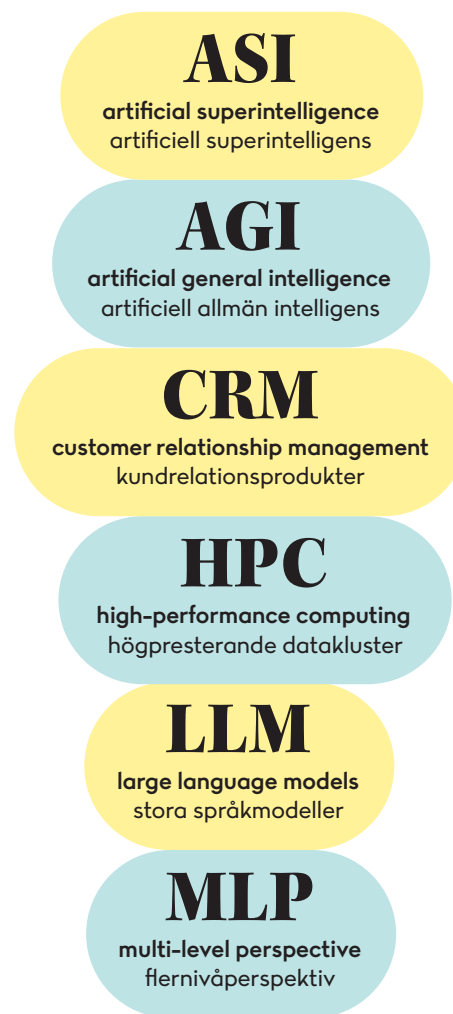 ASI
artificial superintelligence
artificiell superintelligens
AGI
artificial general intelligence
artificiell allmän intelligens
CRM
customer relationship management
kundrelationsprodukter
HPC
high-performance computing
högpresterande datakluster
LLM
large language models
stora språkmodeller
MLP
multi-level perspective
flernivåperspektiv